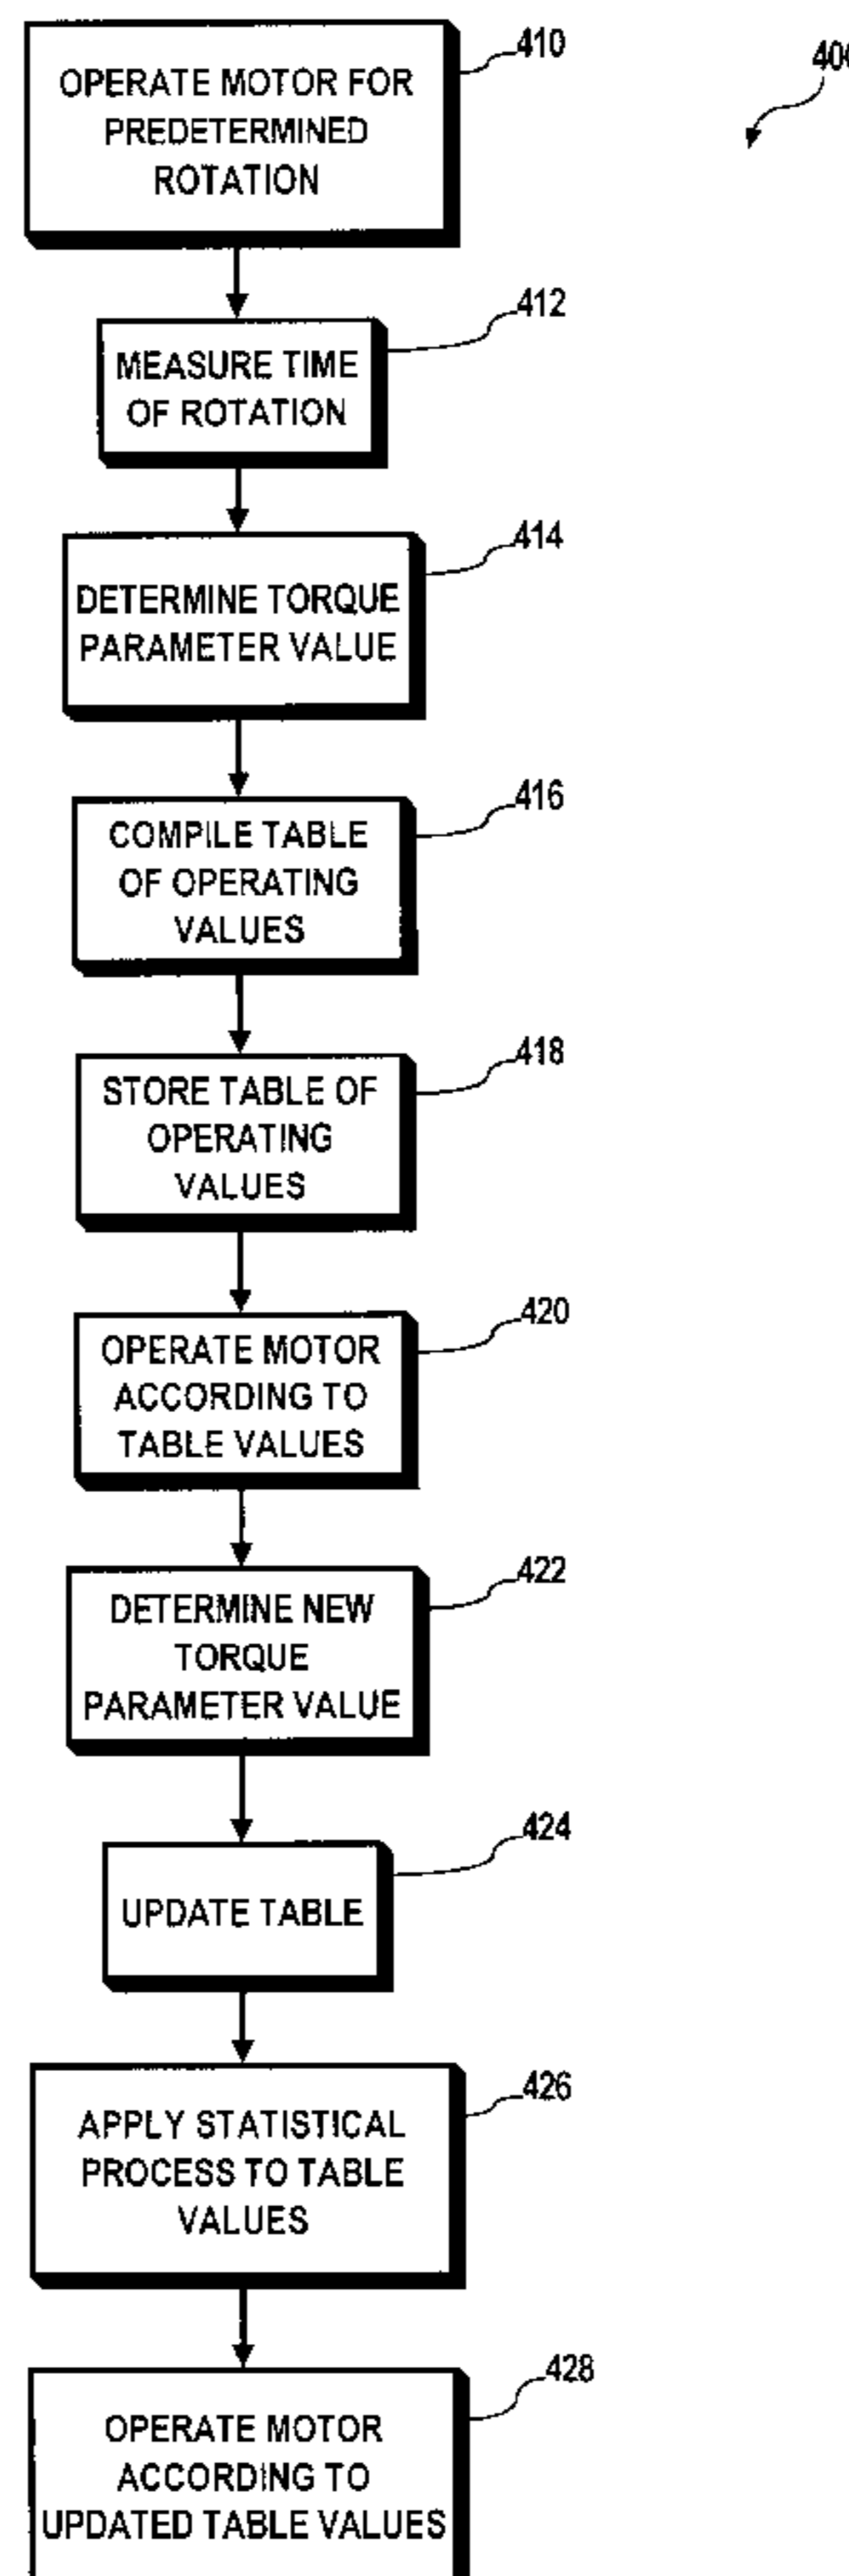 410
OPERATE MOTOR FOR
PREDETERMINED
ROTATION
412
MEASURE TIME
OF ROTATION
414
DETERMINE TORQUE
PARAMETER VALUE
416
COMPILE TABLE
OF OPERATING
VALUES
418
STORE TABLE OF
OPERATING
VALUES
420
OPERATE MOTOR
ACCORDING TO
TABLE VALUES
422
DETERMINE NEW
TORQUE
PARAMETER VALUE
424
UPDATE TABLE
426
APPLY STATISTICAL
PROCESS TO TABLE
VALUES
428
OPERATE MOTOR
ACCORDING TO
UPDATED TABLE VALUES